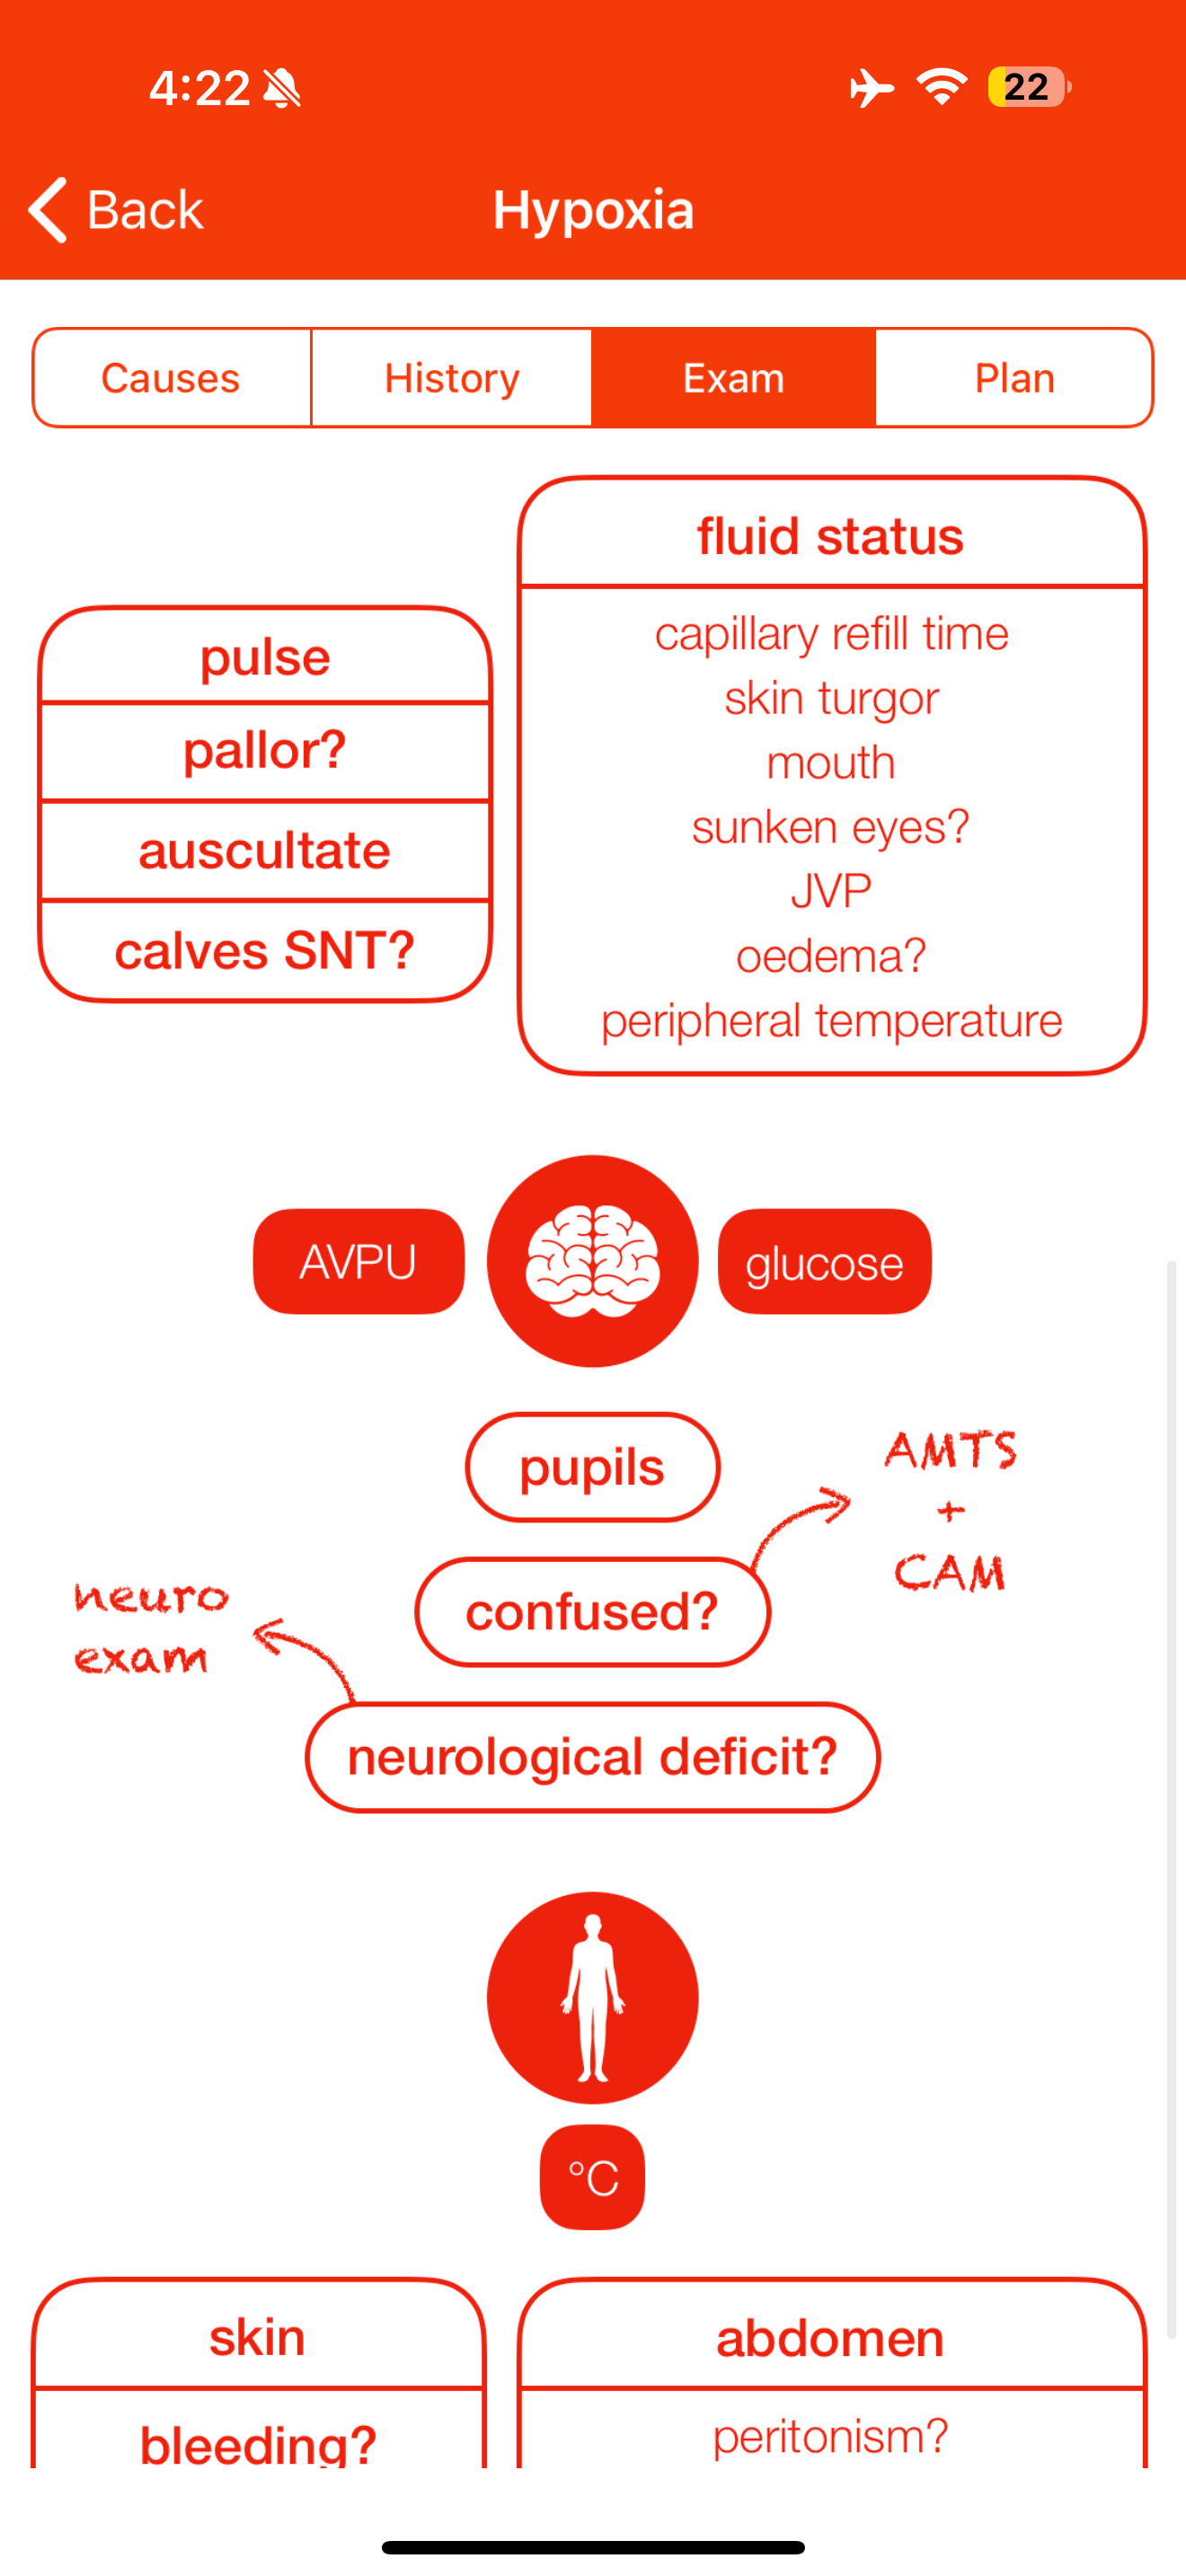 4:22
22
Back
Hypoxia
Causes
History
Exam
Plan
pulse
pallor?
auscultate
calves SNT?
fluid status
capillary refill time
skin turgor
mouth
sunken eyes?
JVP
oedema?
peripheral temperature
AVPU
glucose
pupils
AMTS
+
CAM
confused?
neuro
exam
neurological deficit?
°C
skin
bleeding?
abdomen
peritonism?